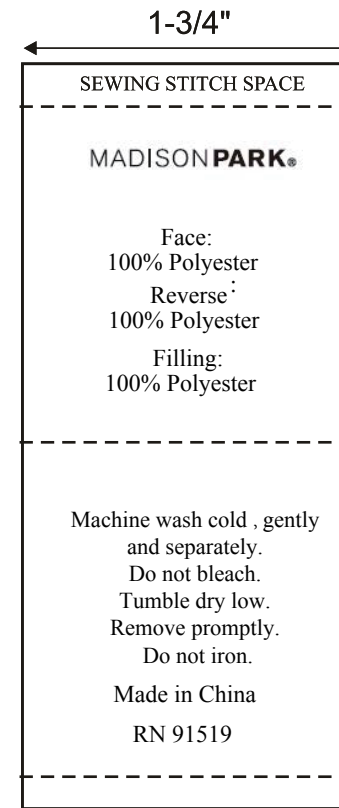 1-3/4"
SEWING STITCH SPACE
MADISONPARK®
Face:
100% Polyester
Reverse:
100% Polyester
Filling:
100% Polyester
Machine wash cold , gently
and separately.
Do not bleach.
Tumble dry low.
Remove promptly.
Do not iron.
Made in China
RN 91519